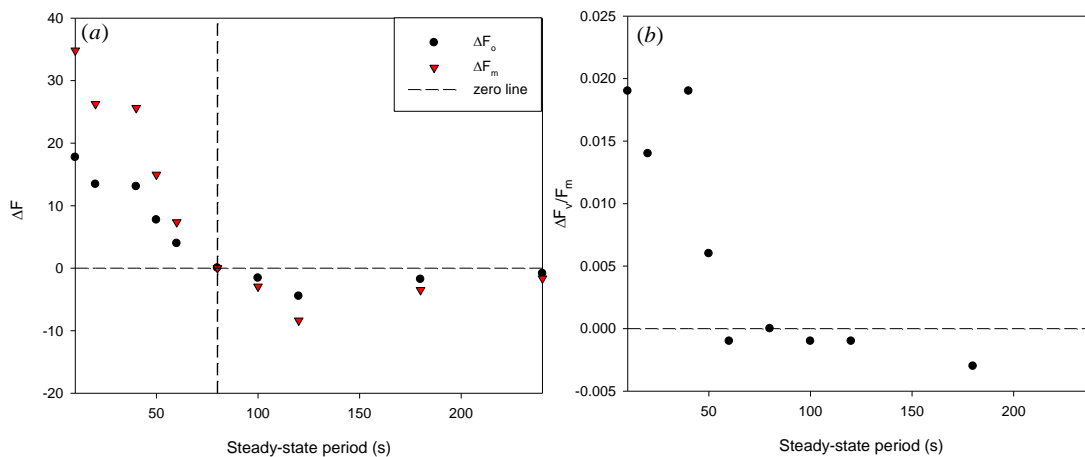 (a)
ΔFo
ΔFm
zero line
40
30
20
10
0
-10
-20
ΔF
50
100
150
200
Steady-state period (s)
(b)
0.025
0.020
0.015
0.010
0.005
0.000
-0.005
ΔFv/Fm
50
100
150
200
Steady-state period (s)